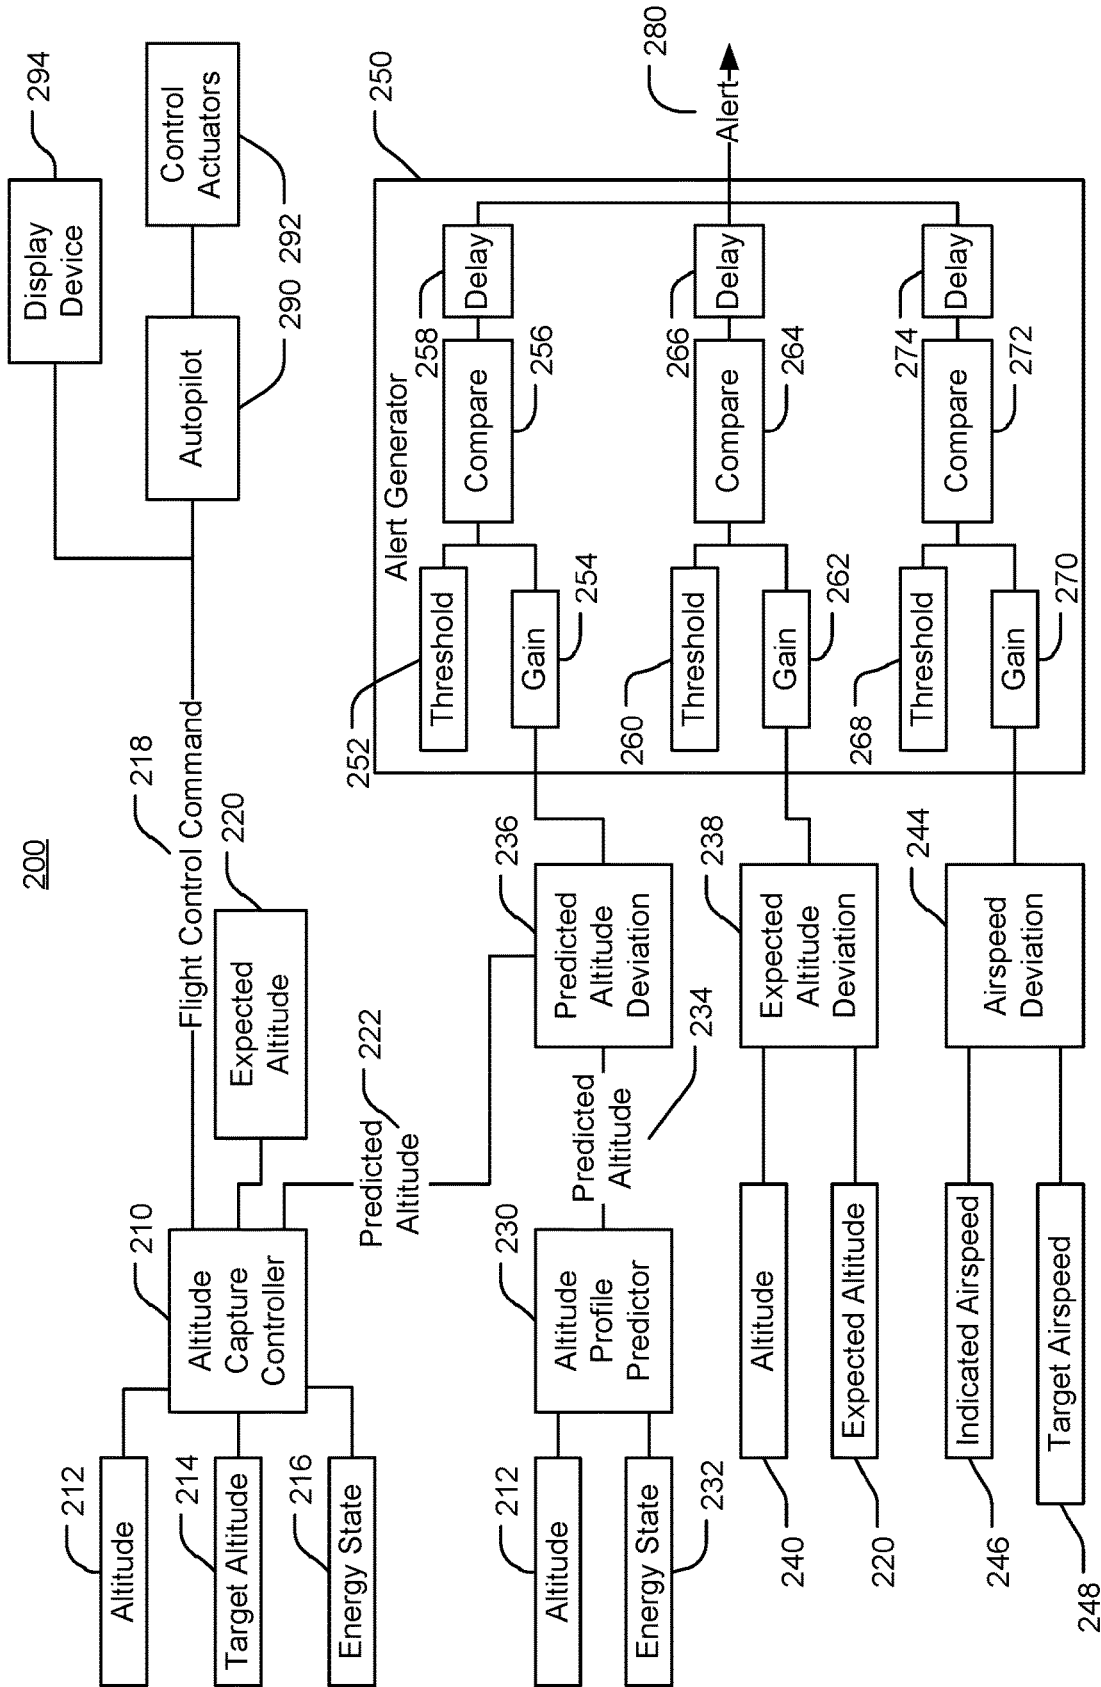 200
212
Altitude
214
Target Altitude
216
Energy State
210
Altitude
Capture
Controller
218
Flight Control Command
220
Expected
Altitude
Predicted
Altitude
222
294
Display
Device
Autopilot
290
Control
Actuators
292
212
Altitude
Energy State
232
230
Altitude
Profile
Predictor
Predicted
Altitude
234
236
Predicted
Altitude
Deviation
240
Altitude
220
Expected Altitude
238
Expected
Altitude
Deviation
246
Indicated Airspeed
248
Target Airspeed
244
Airspeed
Deviation
250
Alert Generator
252
Threshold
Gain
254
Compare
256
258
Delay
260
Threshold
Gain
262
Compare
264
266
Delay
268
Threshold
Gain
270
Compare
272
274
Delay
Alert
280